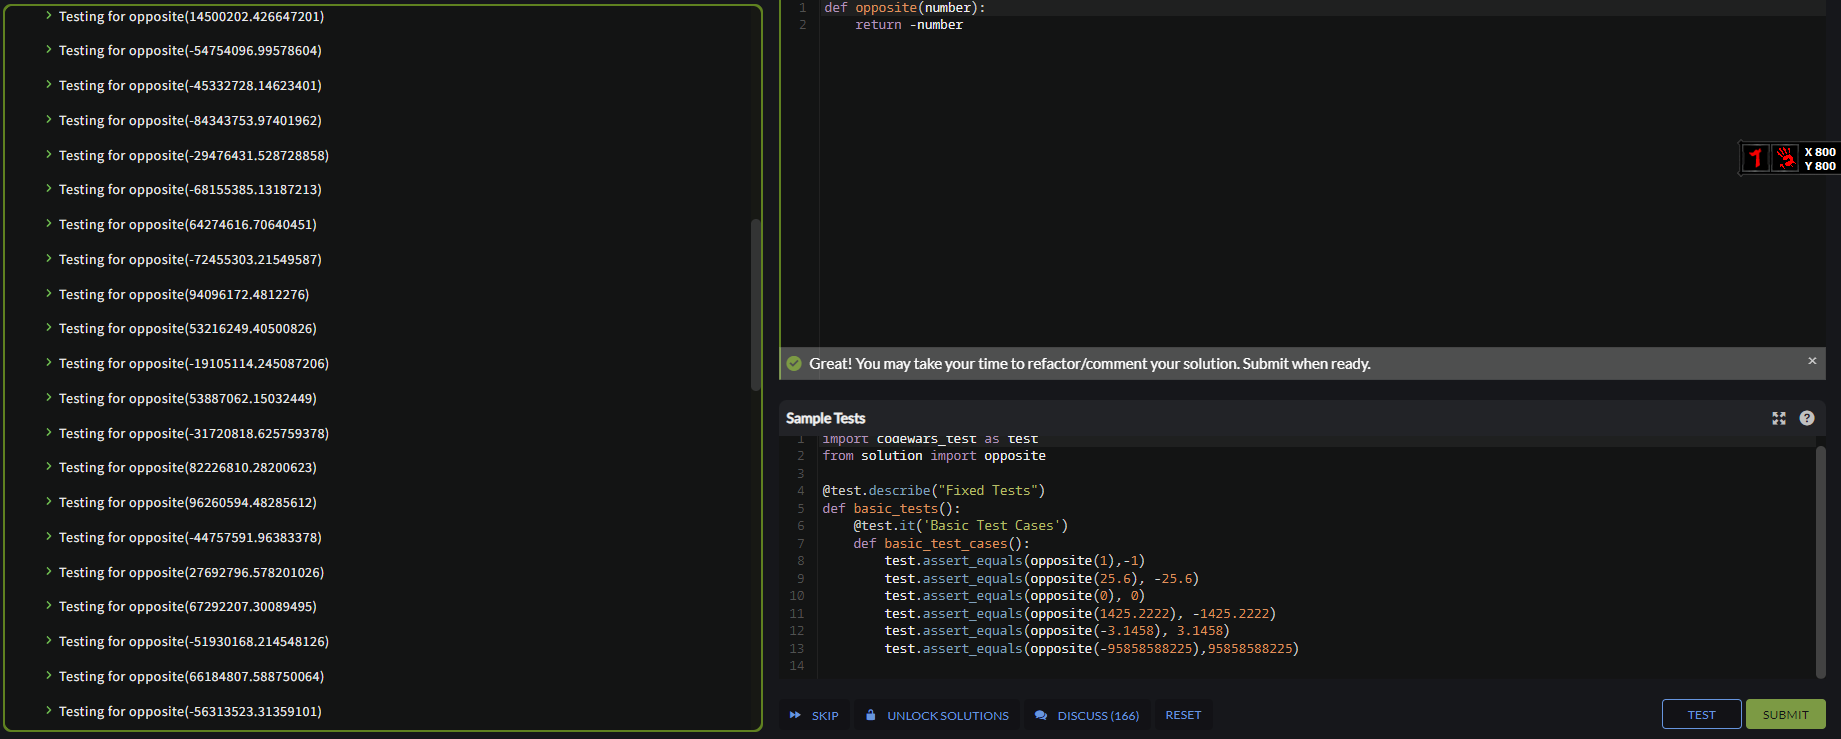 Testing for opposite(14500202.426647201)
Testing for opposite(-54754096.99578604)
Testing for opposite(-45332728.14623401)
Testing for opposite(-84343753.97401962)
Testing for opposite(-29476431.528728858)
Testing for opposite(-68155385.13187213)
Testing for opposite(64274616.70640451)
Testing for opposite(-72455303.21549587)
Testing for opposite(94096172.4812276)
Testing for opposite(53216249.40500826)
Testing for opposite(-19105114.245087206)
Testing for opposite(53887062.15032449)
Testing for opposite(-31720818.625759378)
Testing for opposite(82226810.28200623)
Testing for opposite(96260594.48285612)
Testing for opposite(-44757591.96383378)
Testing for opposite(27692796.578201026)
Testing for opposite(67292207.30089495)
Testing for opposite(-51930168.214548126)
Testing for opposite(66184807.588750064)
Testing for opposite(-56313523.31359101)
1 def opposite(number):
2     return -number
1
X 800
Y 800
Great! You may take your time to refactor/comment your solution. Submit when ready.
Sample Tests
1 import codewars_test as test
2 from solution import opposite
3
4 @test.describe("Fixed Tests")
5 def basic_tests():
6     @test.it('Basic Test Cases')
7     def basic_test_cases():
8         test.assert_equals(opposite(1),-1)
9         test.assert_equals(opposite(25.6), -25.6)
10         test.assert_equals(opposite(0), 0)
11         test.assert_equals(opposite(1425.2222), -1425.2222)
12         test.assert_equals(opposite(-3.1458), 3.1458)
13         test.assert_equals(opposite(-95858588225),95858588225)
14
SKIP UNLOCK SOLUTIONS DISCUSS (166) RESET TEST SUBMIT